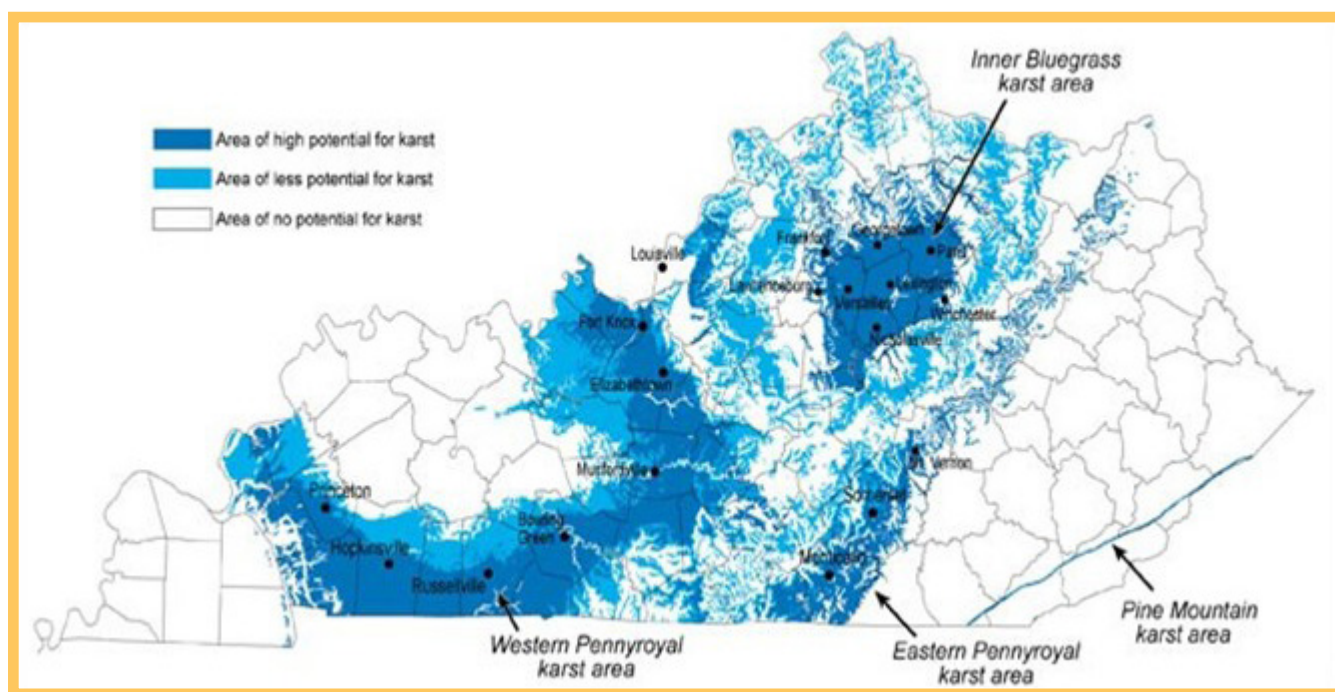 Inner Bluegrass
karst area
Area of high potential for karst
Area of less potential for karst
Area of no potential for karst
Louisville
Frankfort
Georgetown
Paris
Lawrenceburg
Versailles
Lexington
Winchester
Nicholasville
Fort Knox
Elizabethtown
Munfordville
Mt. Vernon
Somerset
Princeton
Bowling
Green
Hopkinsville
Russellville
Monticello
Western Pennyroyal
karst area
Eastern Pennyroyal
karst area
Pine Mountain
karst area